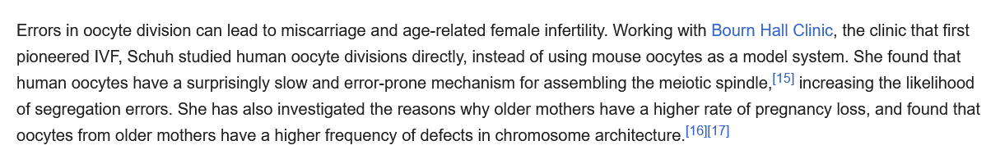 Errors in oocyte division can lead to miscarriage and age-related female infertility. Working with Bourn Hall Clinic, the clinic that first
pioneered IVF, Schuh studied human oocyte divisions directly, instead of using mouse oocytes as a model system. She found that
human oocytes have a surprisingly slow and error-prone mechanism for assembling the meiotic spindle,[15] increasing the likelihood
of segregation errors. She has also investigated the reasons why older mothers have a higher rate of pregnancy loss, and found that
oocytes from older mothers have a higher frequency of defects in chromosome architecture.[16][17]